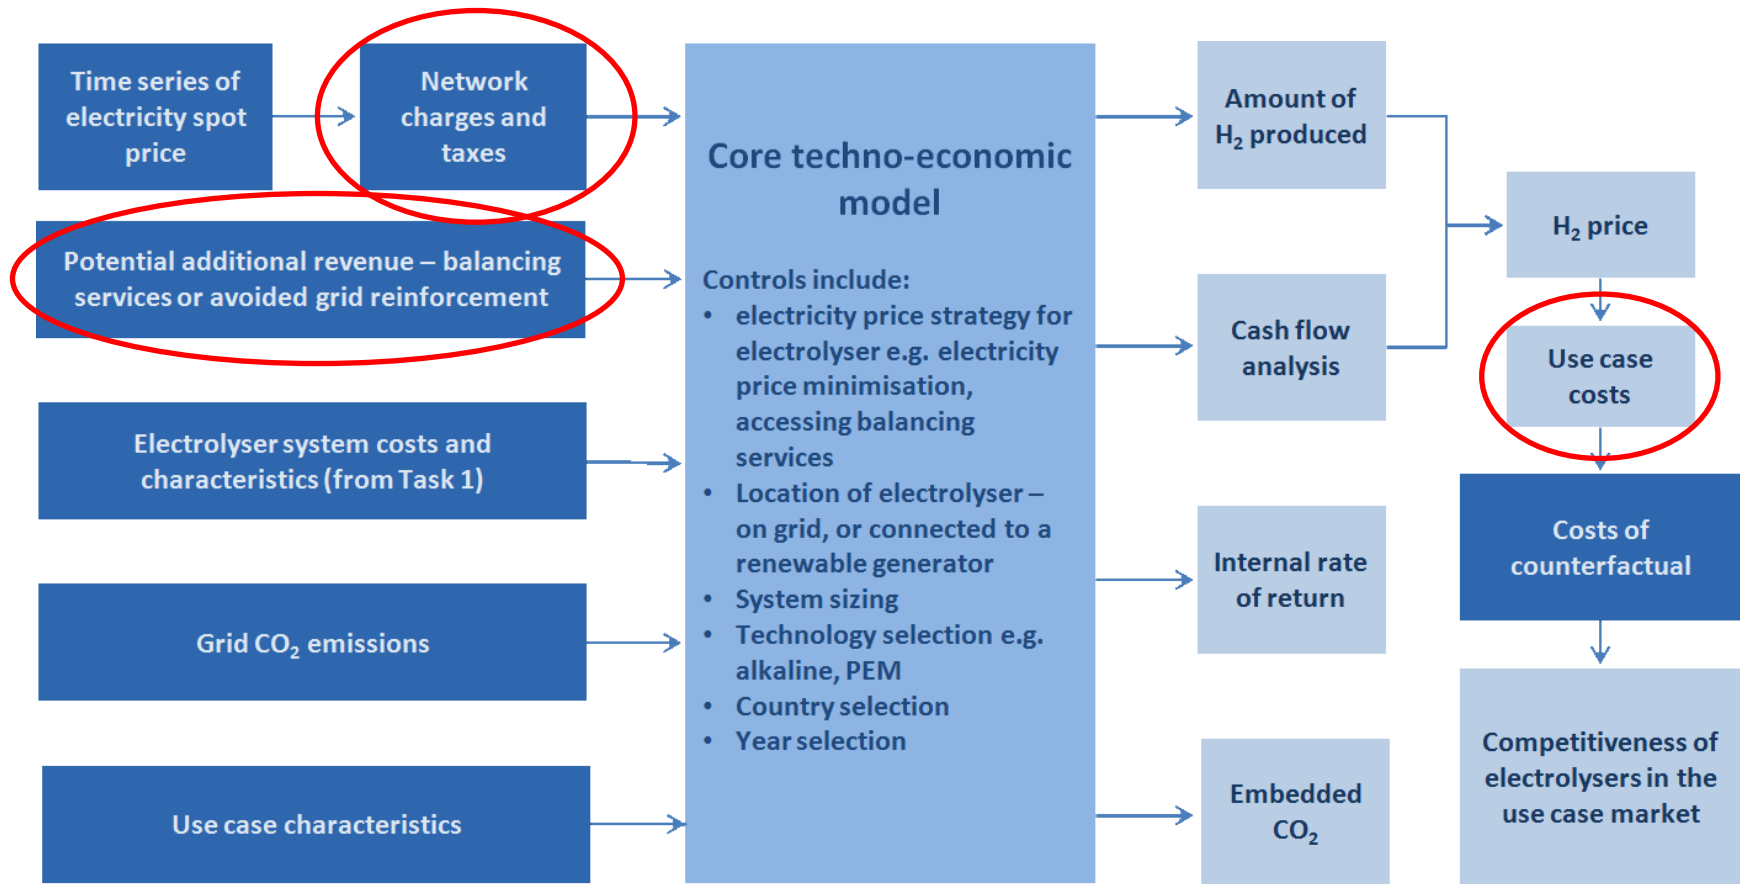 Time series of
electricity spot
price
Network
charges and
taxes
Potential additional revenue – balancing
services or avoided grid reinforcement
Electrolyser system costs and
characteristics (from Task 1)
Grid CO₂ emissions
Use case characteristics
Core techno-economic
model
Controls include:
• electricity price strategy for
electrolyser e.g. electricity
price minimisation,
accessing balancing
services
• Location of electrolyser –
on grid, or connected to a
renewable generator
• System sizing
• Technology selection e.g.
alkaline, PEM
• Country selection
• Year selection
Amount of
H₂ produced
Cash flow
analysis
Internal rate
of return
Embedded
CO₂
H₂ price
Use case
costs
Costs of
counterfactual
Competitiveness of
electrolysers in the
use case market